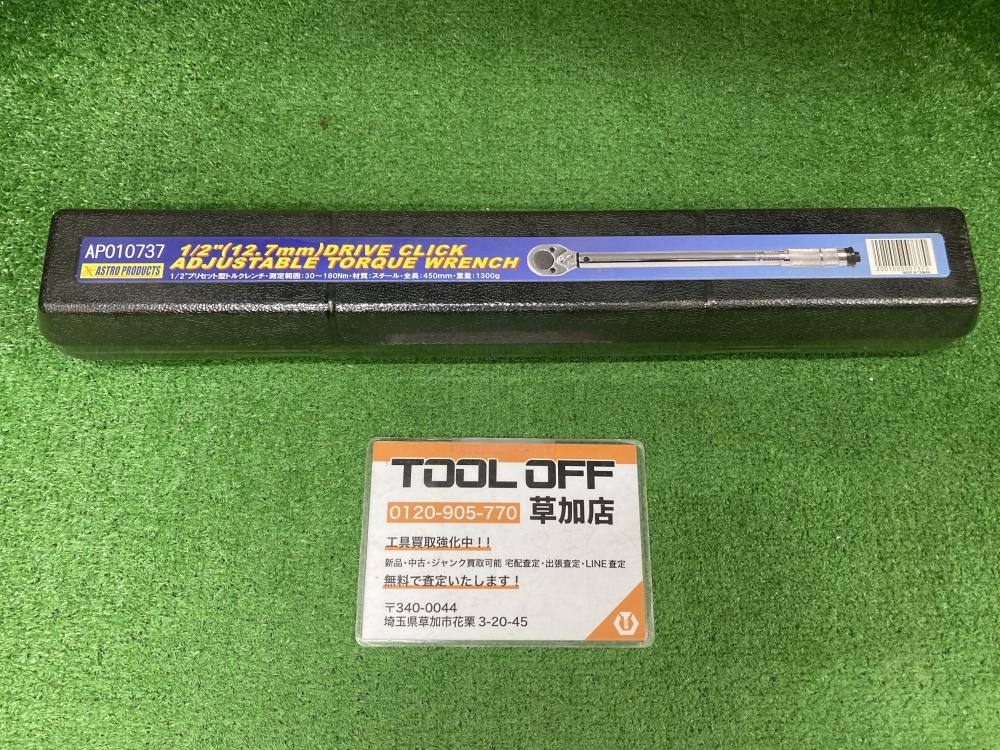 AP010737
ASTRO PRODUCTS
1/2"(12.7mm)DRIVE CLICK
ADJUSTABLE TORQUE WRENCH
1/2"プリセット型トルクレンチ・測定範囲:30～180Nm・材質:スチール・全長:450mm・重量:1300g
MADE IN TAIWAN
TOOL OFF
0120-905-770 草加店
工具買取強化中!!
新品・中古・ジャンク買取可能 宅配査定・出張査定・LINE査定
無料で査定いたします!
〒340-0044
埼玉県草加市花栗 3-20-45